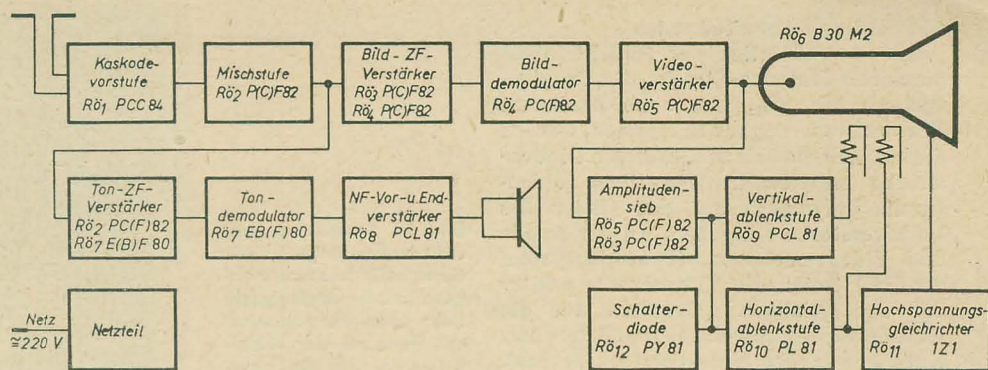 Rö6 B30 M2
Kaskode-
vorstufe
Rö1 PCC 84
Mischstufe
Rö2 P(C)F82
Bild-ZF-
Verstärker
Rö3 P(C)F82
Rö4 P(C)F82
Bild-
demodulator
Rö4 PC(F)82
Video-
verstärker
Rö5 P(C)F82
Ton-ZF-
Verstärker
Rö2 PC(F)82
Rö7 E(B)F 80
Ton-
demodulator
Rö7 EB(F)80
NF-Vor-u.End-
verstärker
Rö8 PCL81
Amplituden-
sieb
Rö5 PC(F)82
Rö3 PC(F)82
Vertikal-
ablenkstufe
Rö9 PCL 81
Netz
≅220 V
Netzteil
Schalter-
diode
Rö12 PY 81
Horizontal-
ablenkstufe
Rö10 PL 81
Hochspannungs-
gleichrichter
Rö11 1Z1